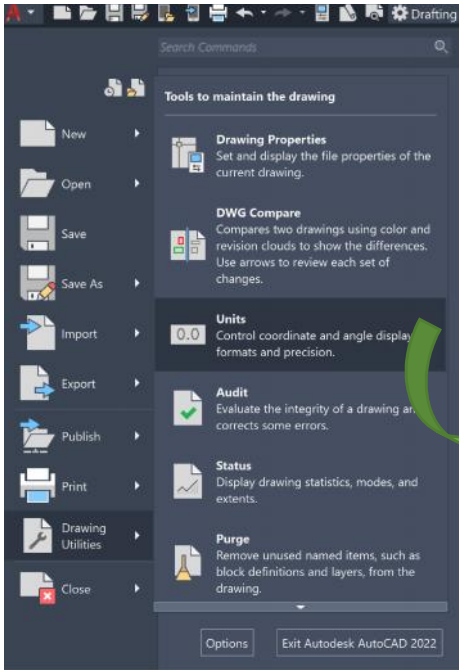 A
Drafting
Search Commands
Tools to maintain the drawing
New
Open
Save
Save As
Import
Export
Publish
Print
Drawing
Utilities
Close
Drawing Properties
Set and display the file properties of the
current drawing.
DWG Compare
Compares two drawings using color and
revision clouds to show the differences.
Use arrows to review each set of
changes.
0.0
Units
Control coordinate and angle display
formats and precision.
Audit
Evaluate the integrity of a drawing an
corrects some errors.
Status
Display drawing statistics, modes, and
extents.
Purge
Remove unused named items, such as
block definitions and layers, from the
drawing.
Options
Exit Autodesk AutoCAD 2022